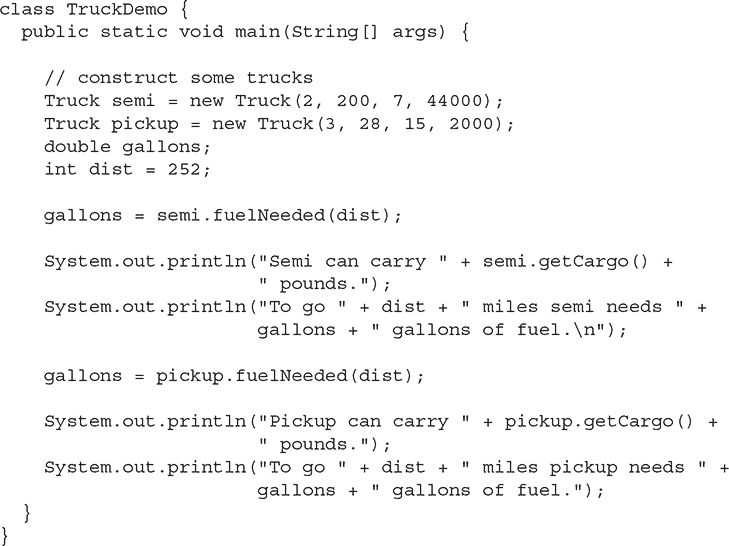 class TruckDemo {
  public static void main(String[] args) {

    // construct some trucks
    Truck semi = new Truck(2, 200, 7, 44000);
    Truck pickup = new Truck(3, 28, 15, 2000);
    double gallons;
    int dist = 252;

    gallons = semi.fuelNeeded(dist);

    System.out.println("Semi can carry " + semi.getCargo() +
                       " pounds.");
    System.out.println("To go " + dist + " miles semi needs " +
                       gallons + " gallons of fuel.\n");

    gallons = pickup.fuelNeeded(dist);

    System.out.println("Pickup can carry " + pickup.getCargo() +
                       " pounds.");
    System.out.println("To go " + dist + " miles pickup needs " +
                       gallons + " gallons of fuel.");
  }
}